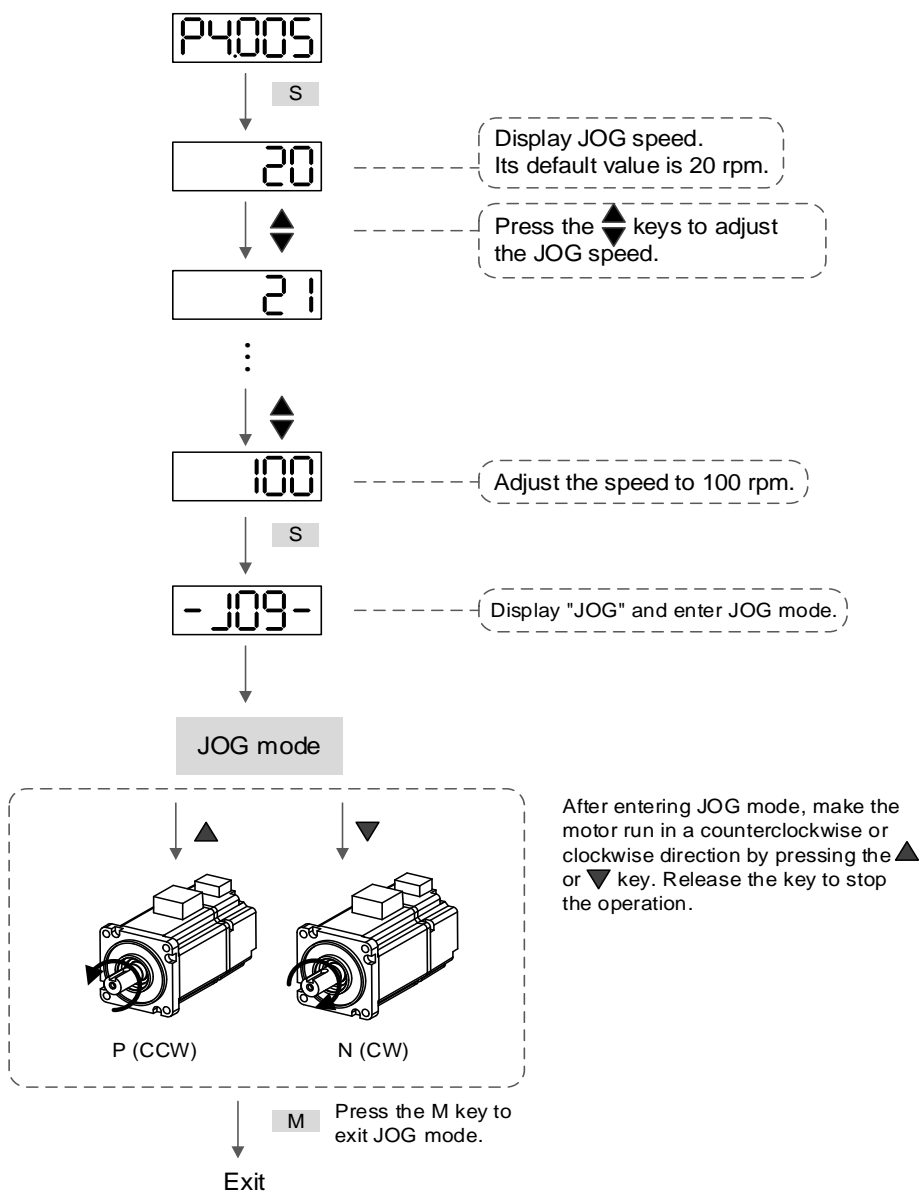 P4.005
S
20
Display JOG speed.
Its default value is 20 rpm.
Press the ▲▼ keys to adjust
the JOG speed.
21
100
Adjust the speed to 100 rpm.
S
-JOG-
Display "JOG" and enter JOG mode.
JOG mode
After entering JOG mode, make the
motor run in a counterclockwise or
clockwise direction by pressing the ▲
or ▼ key. Release the key to stop
the operation.
P (CCW)
N (CW)
M
Press the M key to
exit JOG mode.
Exit